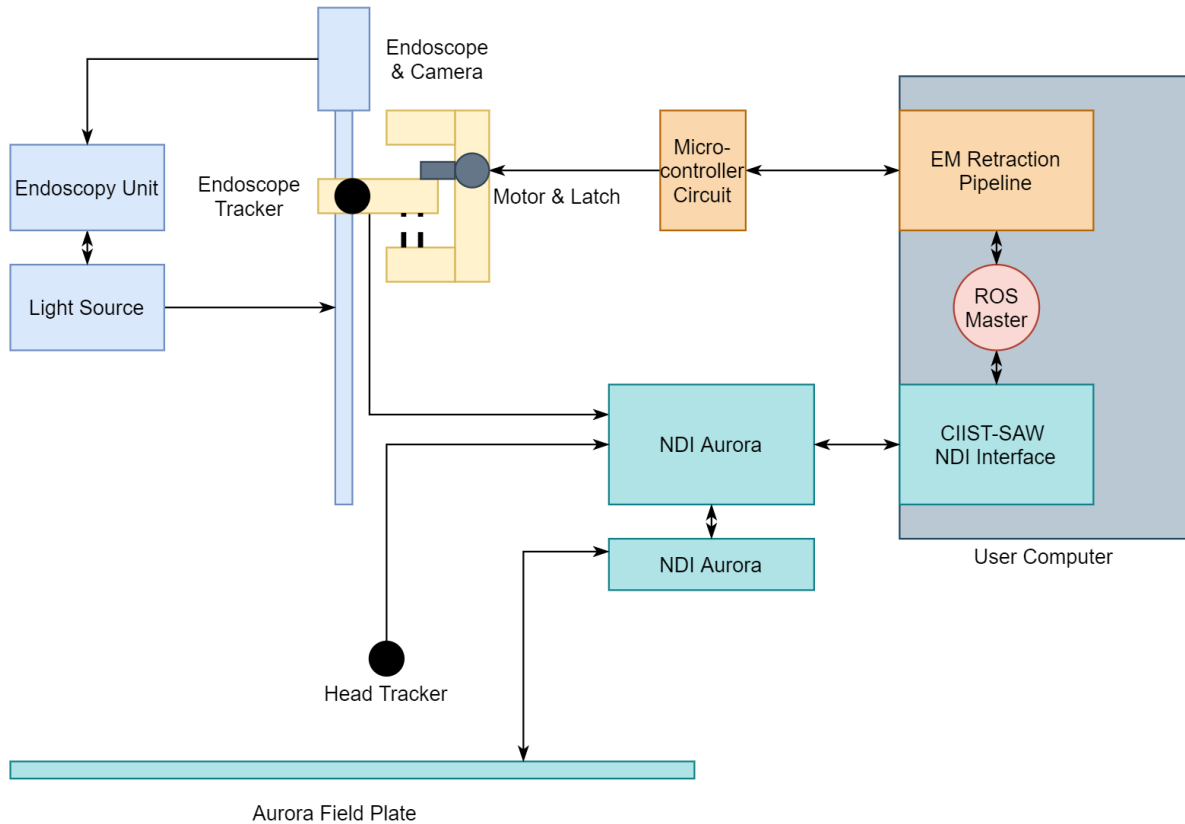 Endoscope
& Camera
Endoscopy Unit
Endoscope
Tracker
Motor & Latch
Micro-
controller
Circuit
EM Retraction
Pipeline
Light Source
ROS
Master
NDI Aurora
CIIST-SAW
NDI Interface
NDI Aurora
User Computer
Head Tracker
Aurora Field Plate